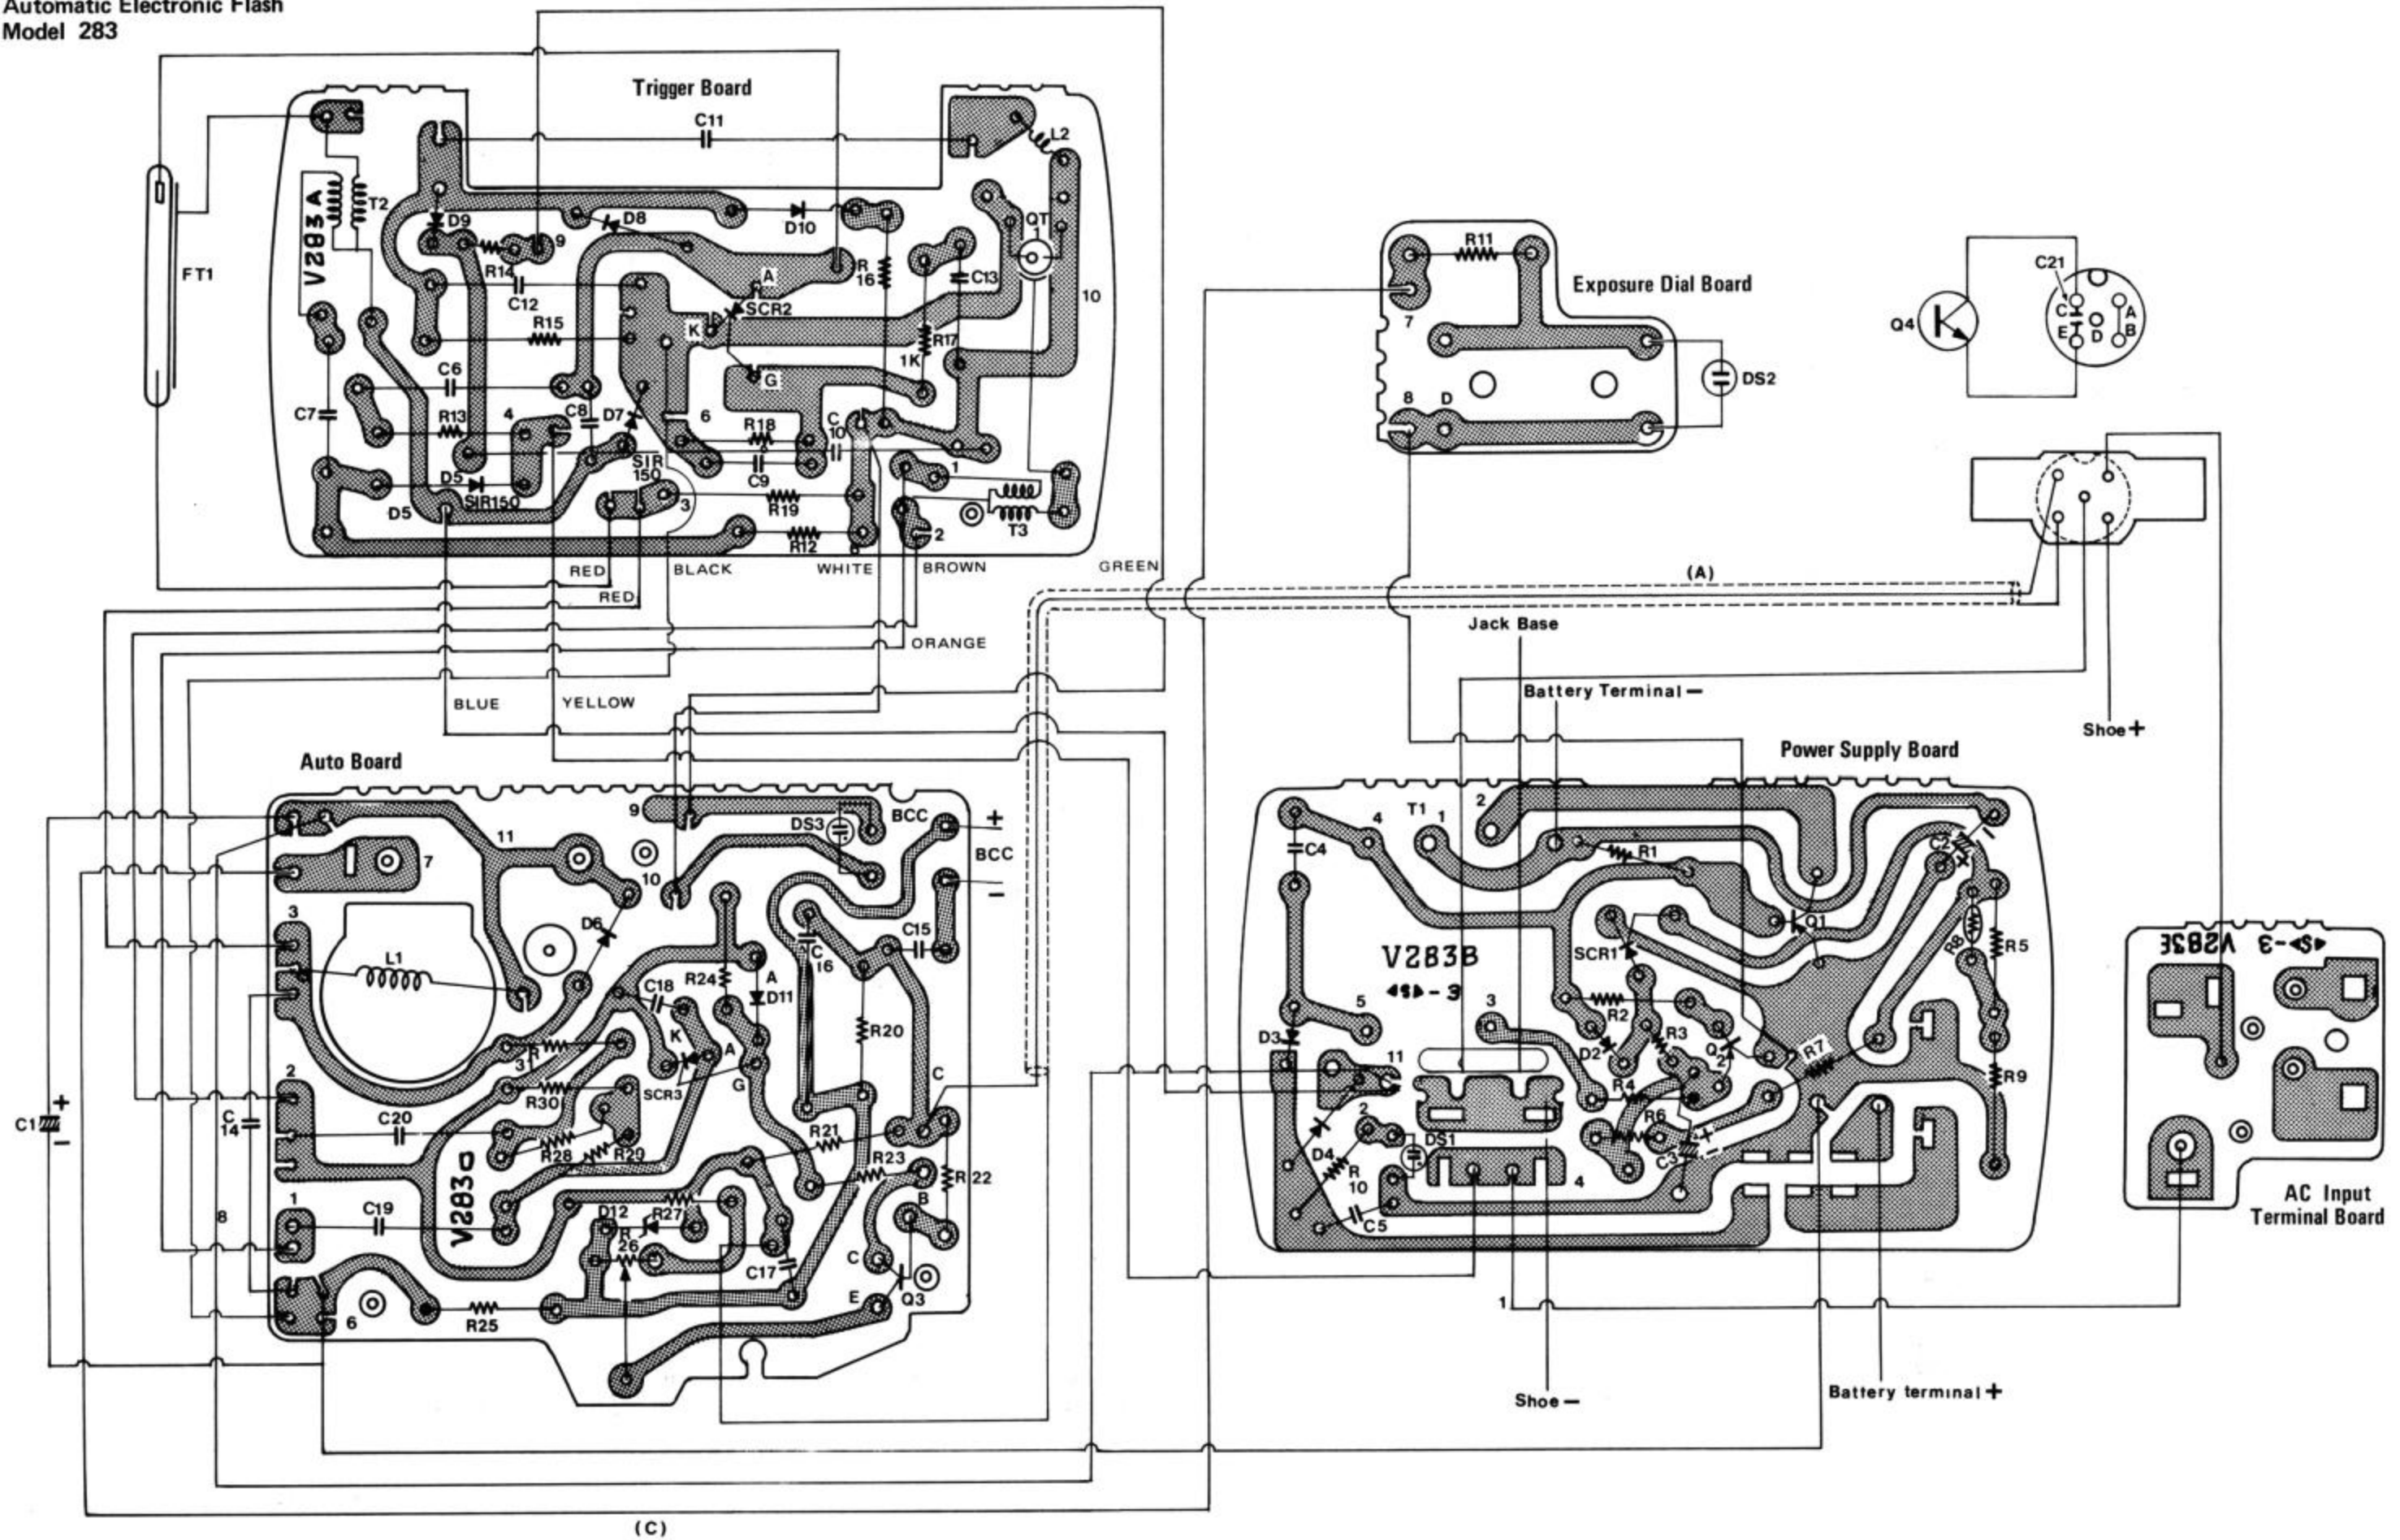 Automatic Electronic Flash
Model 283
Trigger Board
C11
L2
T2
D9
D8
D10
QT
1
V283A
9
R14
A
R
16
C13
FT1
C12
SCR2
10
R15
K
R17
1K
C6
G
C7
R13
4
C8
D7
6
R18
C
10
D5
SIR
150
C9
1
SIR150
D5
3
R19
T3
R12
8
2
RED
BLACK
WHITE
BROWN
GREEN
RED
ORANGE
BLUE
YELLOW
R11
Exposure Dial Board
7
DS2
8
D
C21
Q4
C
E
D
A
B
(A)
Jack Base
Battery Terminal −
Shoe +
Auto Board
9
DS3
BCC
+
BCC
−
11
7
10
3
D6
C15
L1
C
16
R24
A
D11
C18
R20
K
A
R
31
G
SCR3
C
2
R30
C1
+
−
C
14
C20
R21
R28
R29
R23
R22
V283D
1
8
C19
D12
R27
B
R
26
C
C17
6
E
Q3
R25
Power Supply Board
T1
2
1
4
C4
R1
C2
+
−
Q1
V283B
-3
SCR1
R8
R5
5
3
R2
R3
D3
D2
Q2
R7
11
R4
R9
2
R6
D4
DS1
C3
+
−
R
10
4
C5
1
Shoe −
Battery terminal +
V283E
-3
AC Input
Terminal Board
(C)